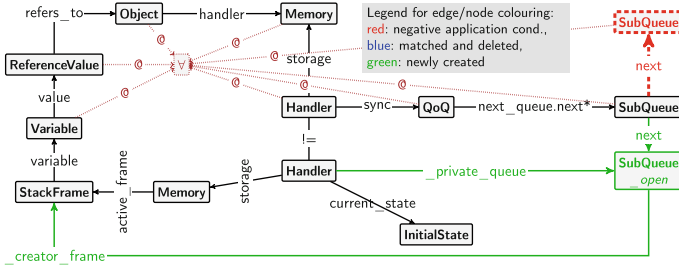 refers_to
Object
handler
Memory
Legend for edge/node colouring:
red: negative application cond.,
blue: matched and deleted,
green: newly created
SubQueue
@
@
@
@
ReferenceValue
∀
storage
next
@
@
@
value
@
Handler
sync
QoQ
next_queue.next*
SubQueue
Variable
!=
next
variable
Handler
_private_queue
SubQueue
_open
StackFrame
active_frame
Memory
storage
current_state
InitialState
_creator_frame